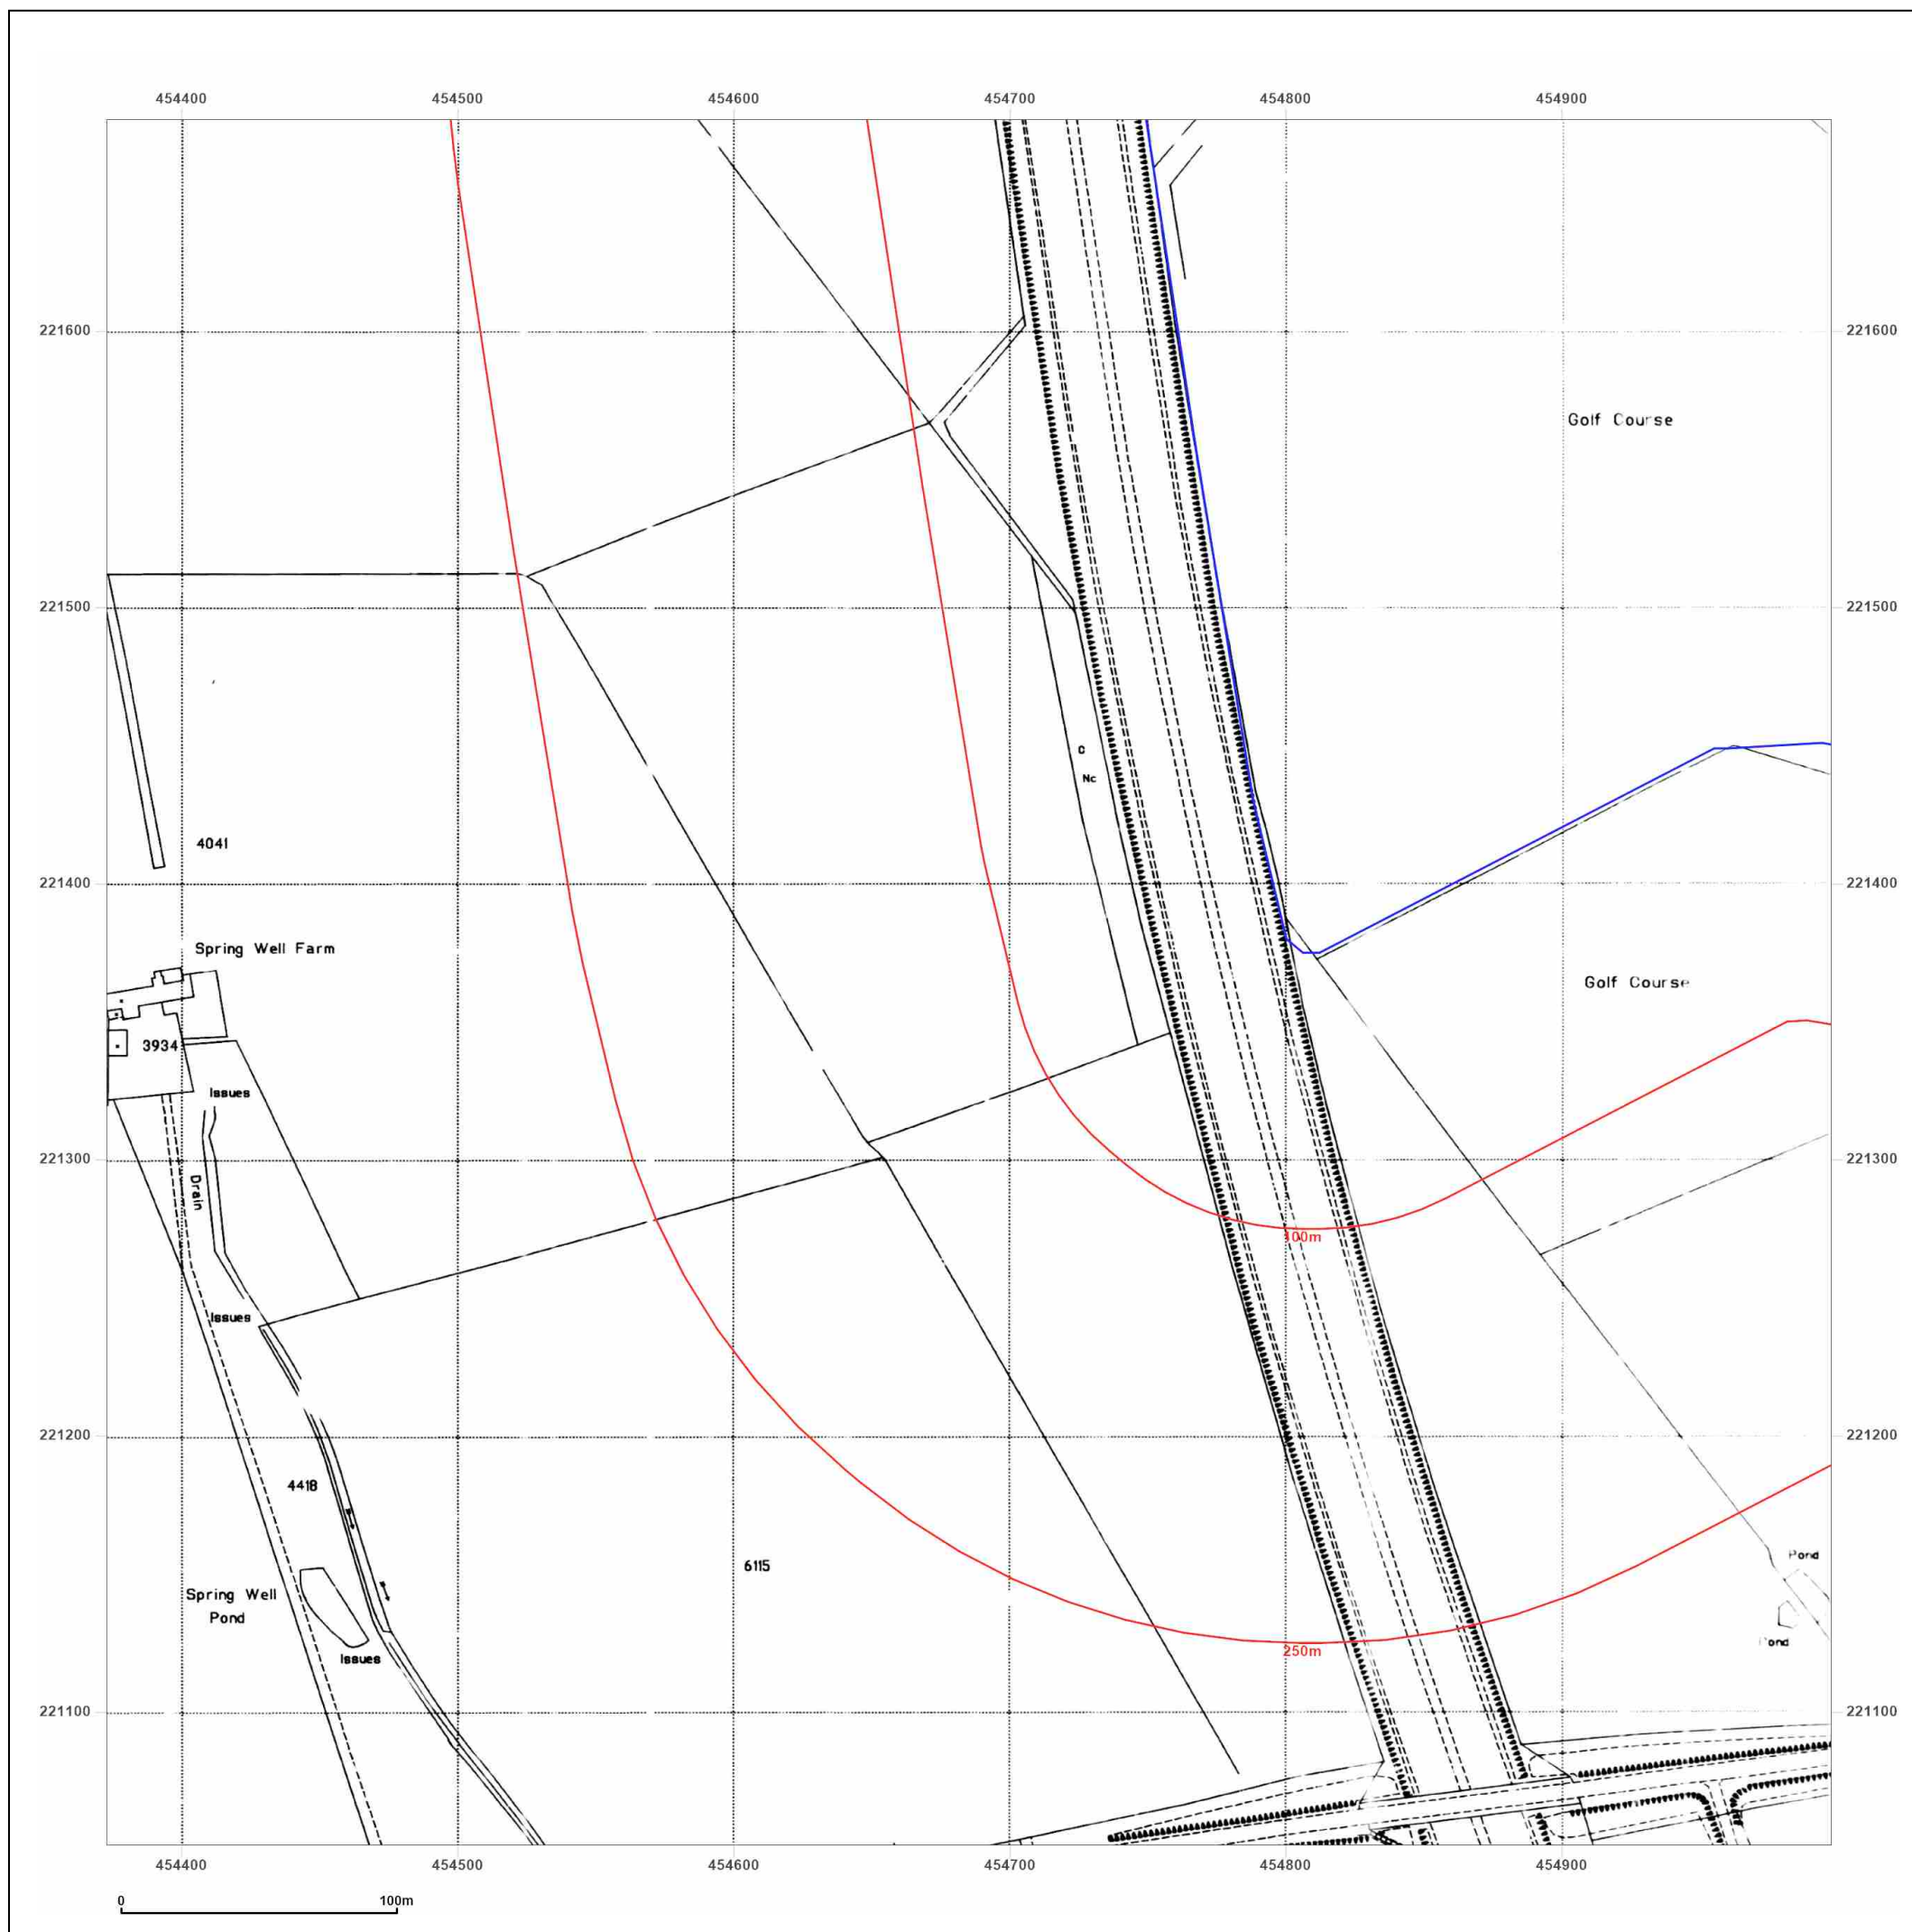 454400 454500 454600 454700 454800 454900
221600 221600
Golf Course
221500 221500
C
Nc
4041
221400 221400
Spring Well Farm
Golf Course
3934
Issues
221300 221300
Drain
100m
Issues
221200 221200
4418
Pond
6115
Spring Well
Pond
Issues
250m
221100 221100
454400 454500 454600 454700 454800 454900
0 100m